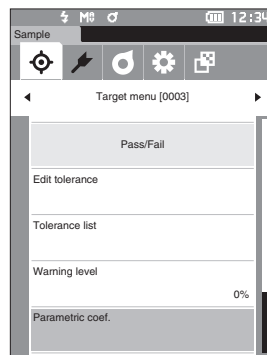 M 12:34
Sample
Target menu [0003]
Pass/Fail
Edit tolerance
Tolerance list
Warning level
0%
Parametric coef.